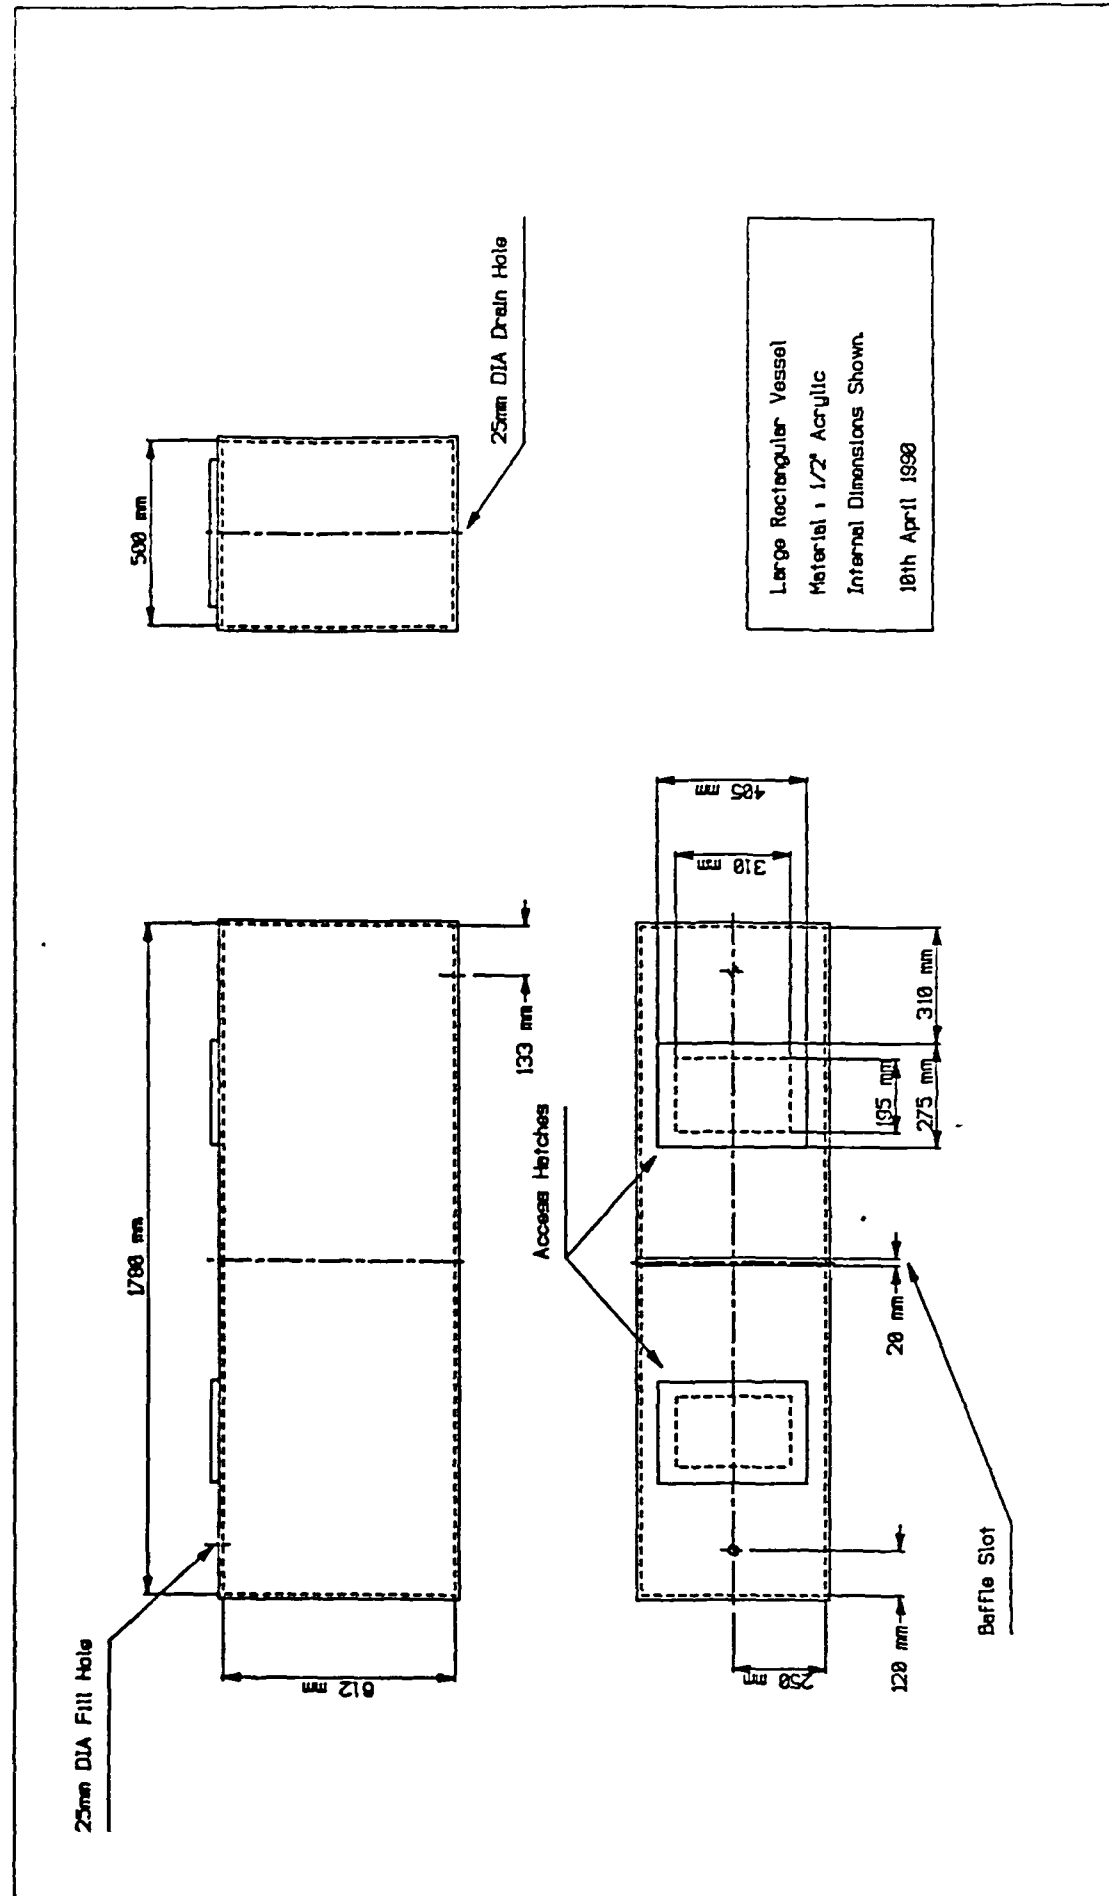 25mm DIA Fill Hole
1780 mm
500 mm
612 mm
133 mm
25mm DIA Drain Hole
Access Hatches
405 mm
310 mm
250 mm
195 mm
120 mm
20 mm
275 mm
310 mm
Baffle Slot
Large Rectangular Vessel
Material : 1/2" Acrylic
Internal Dimensions Shown.
10th April 1990